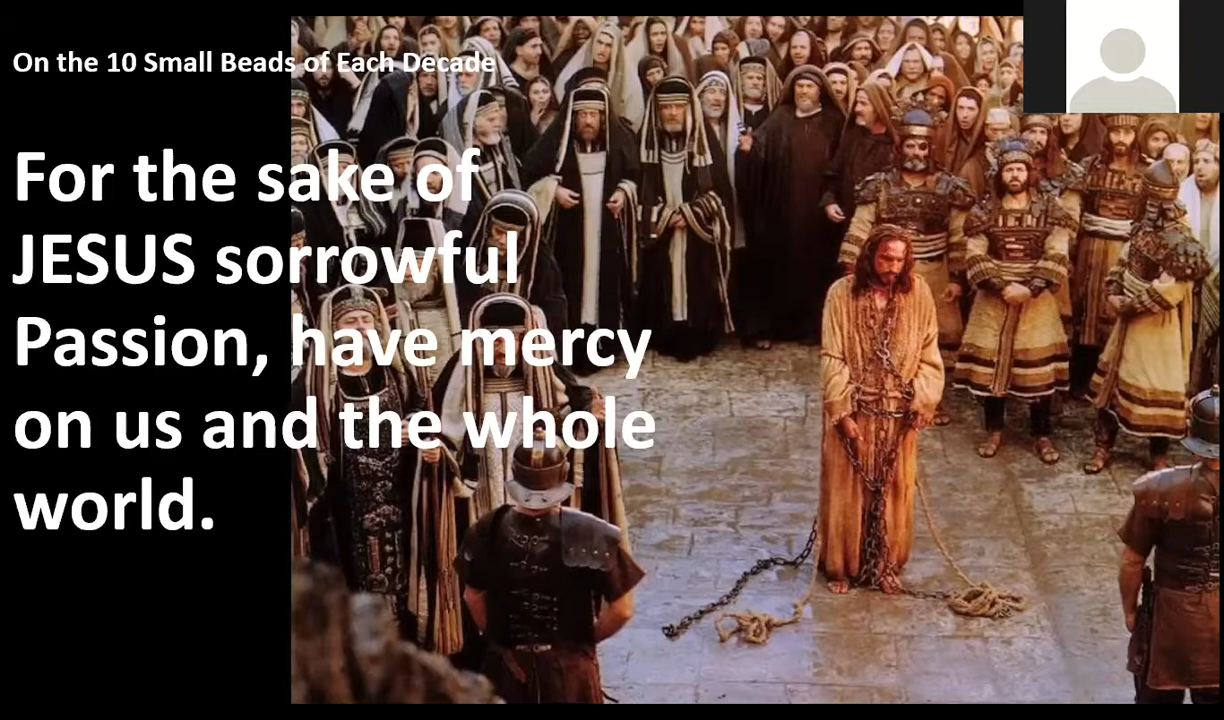 On the 10 Small Beads of Each Decade
For the sake of
JESUS sorrowful
Passion, have mercy
on us and the whole
world.